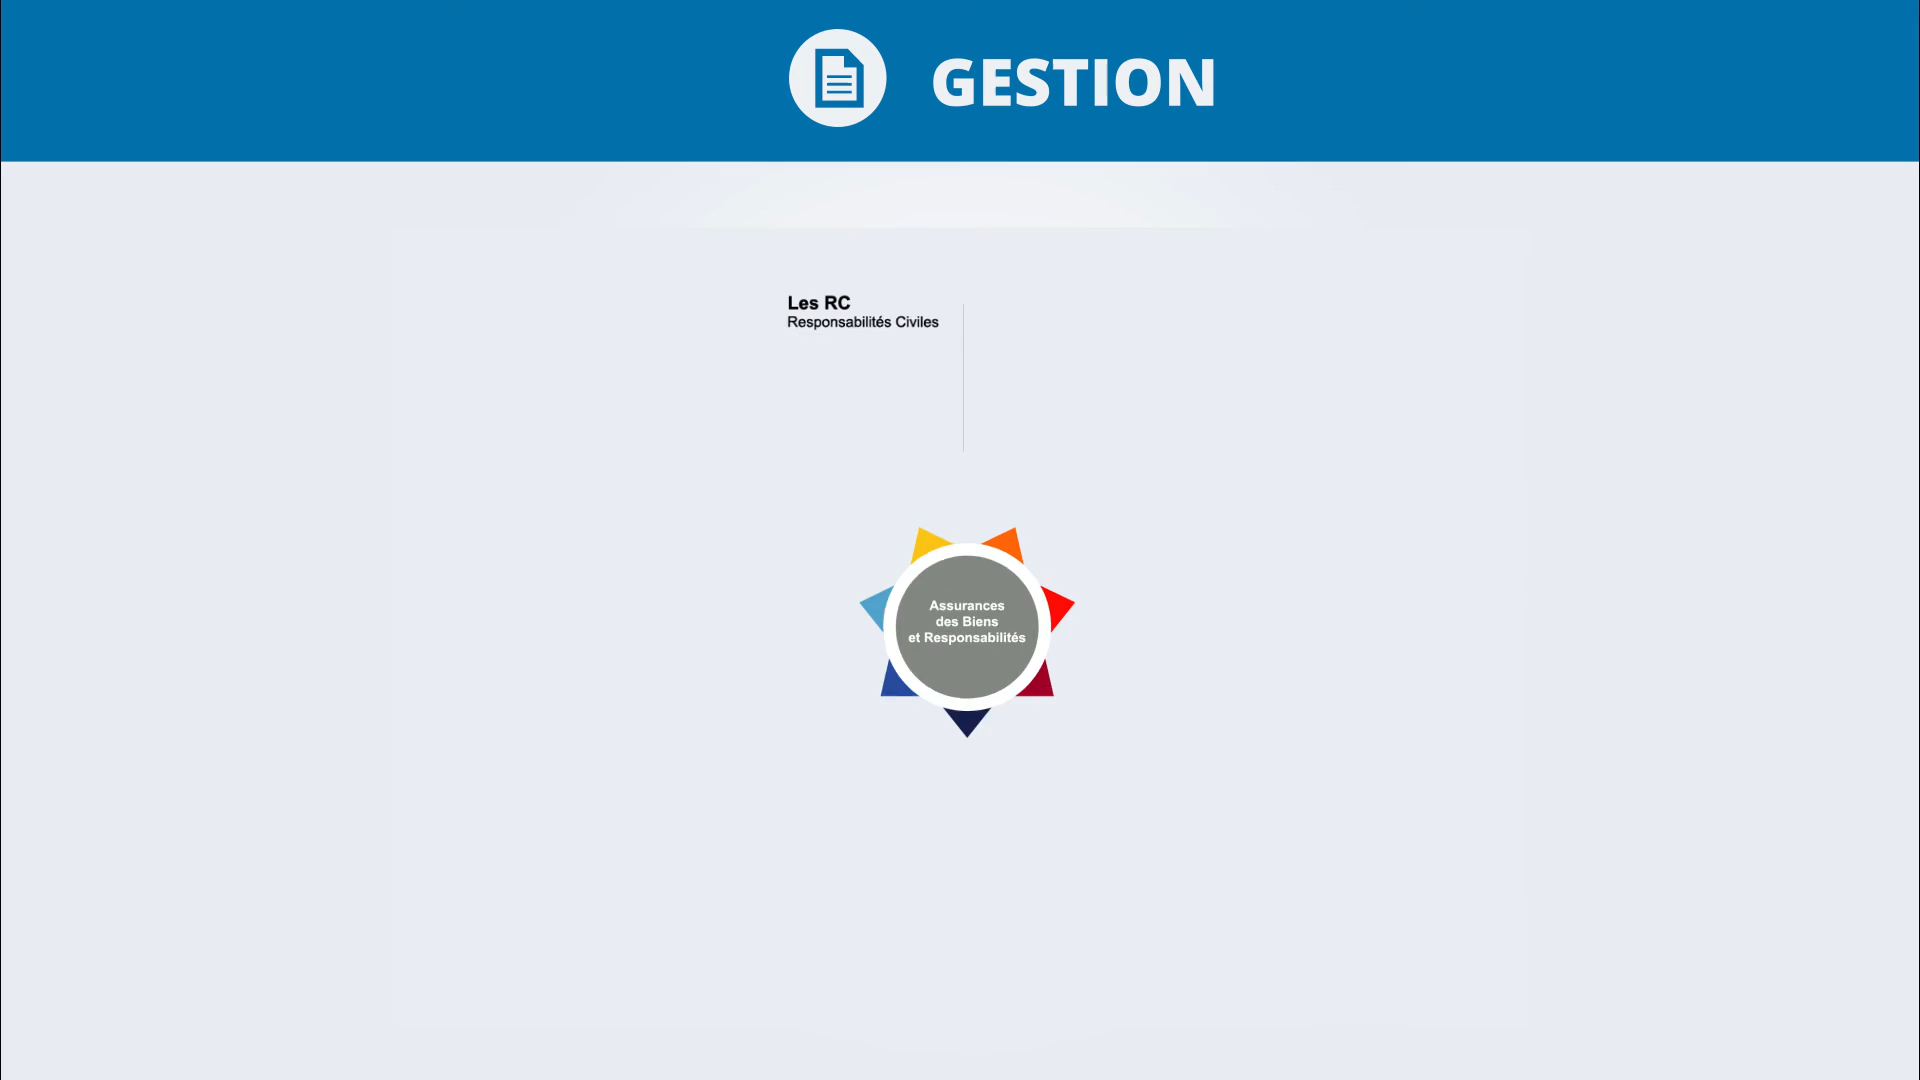 GESTION
Les RC
Responsabilités Civiles
Assurances
des Biens
et Responsabilités